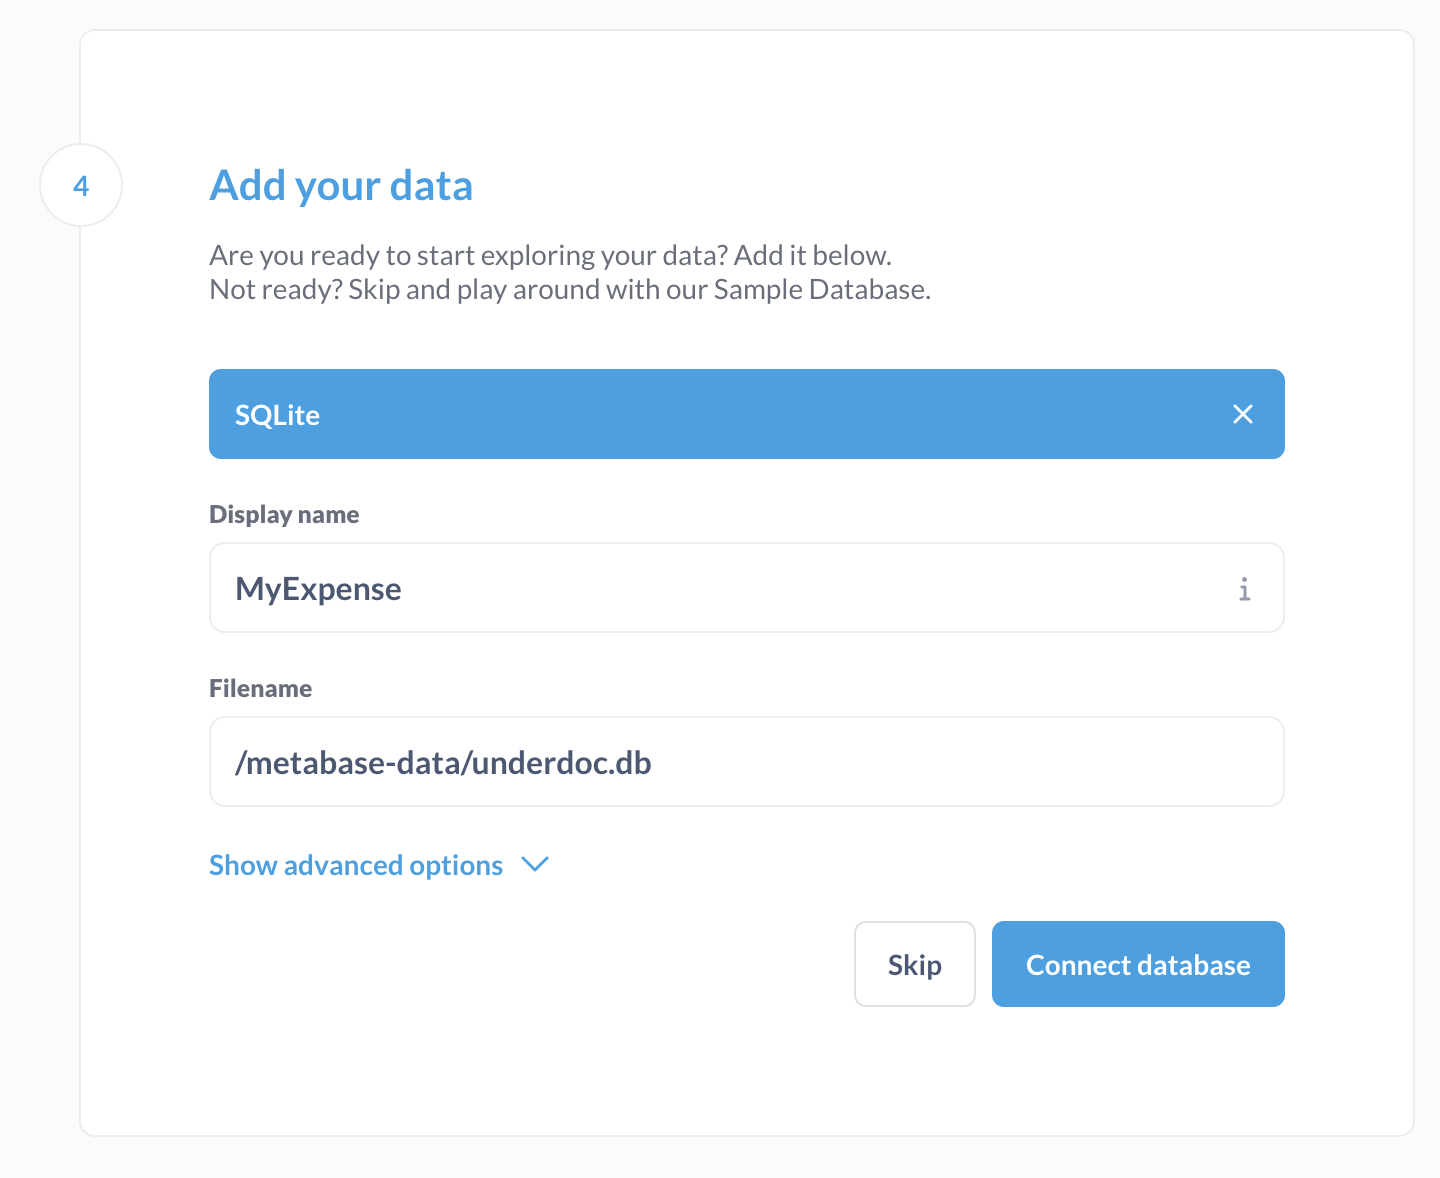 4
Add your data
Are you ready to start exploring your data? Add it below.
Not ready? Skip and play around with our Sample Database.
SQLite
Display name
MyExpense
Filename
/metabase-data/underdoc.db
Show advanced options
Skip
Connect database